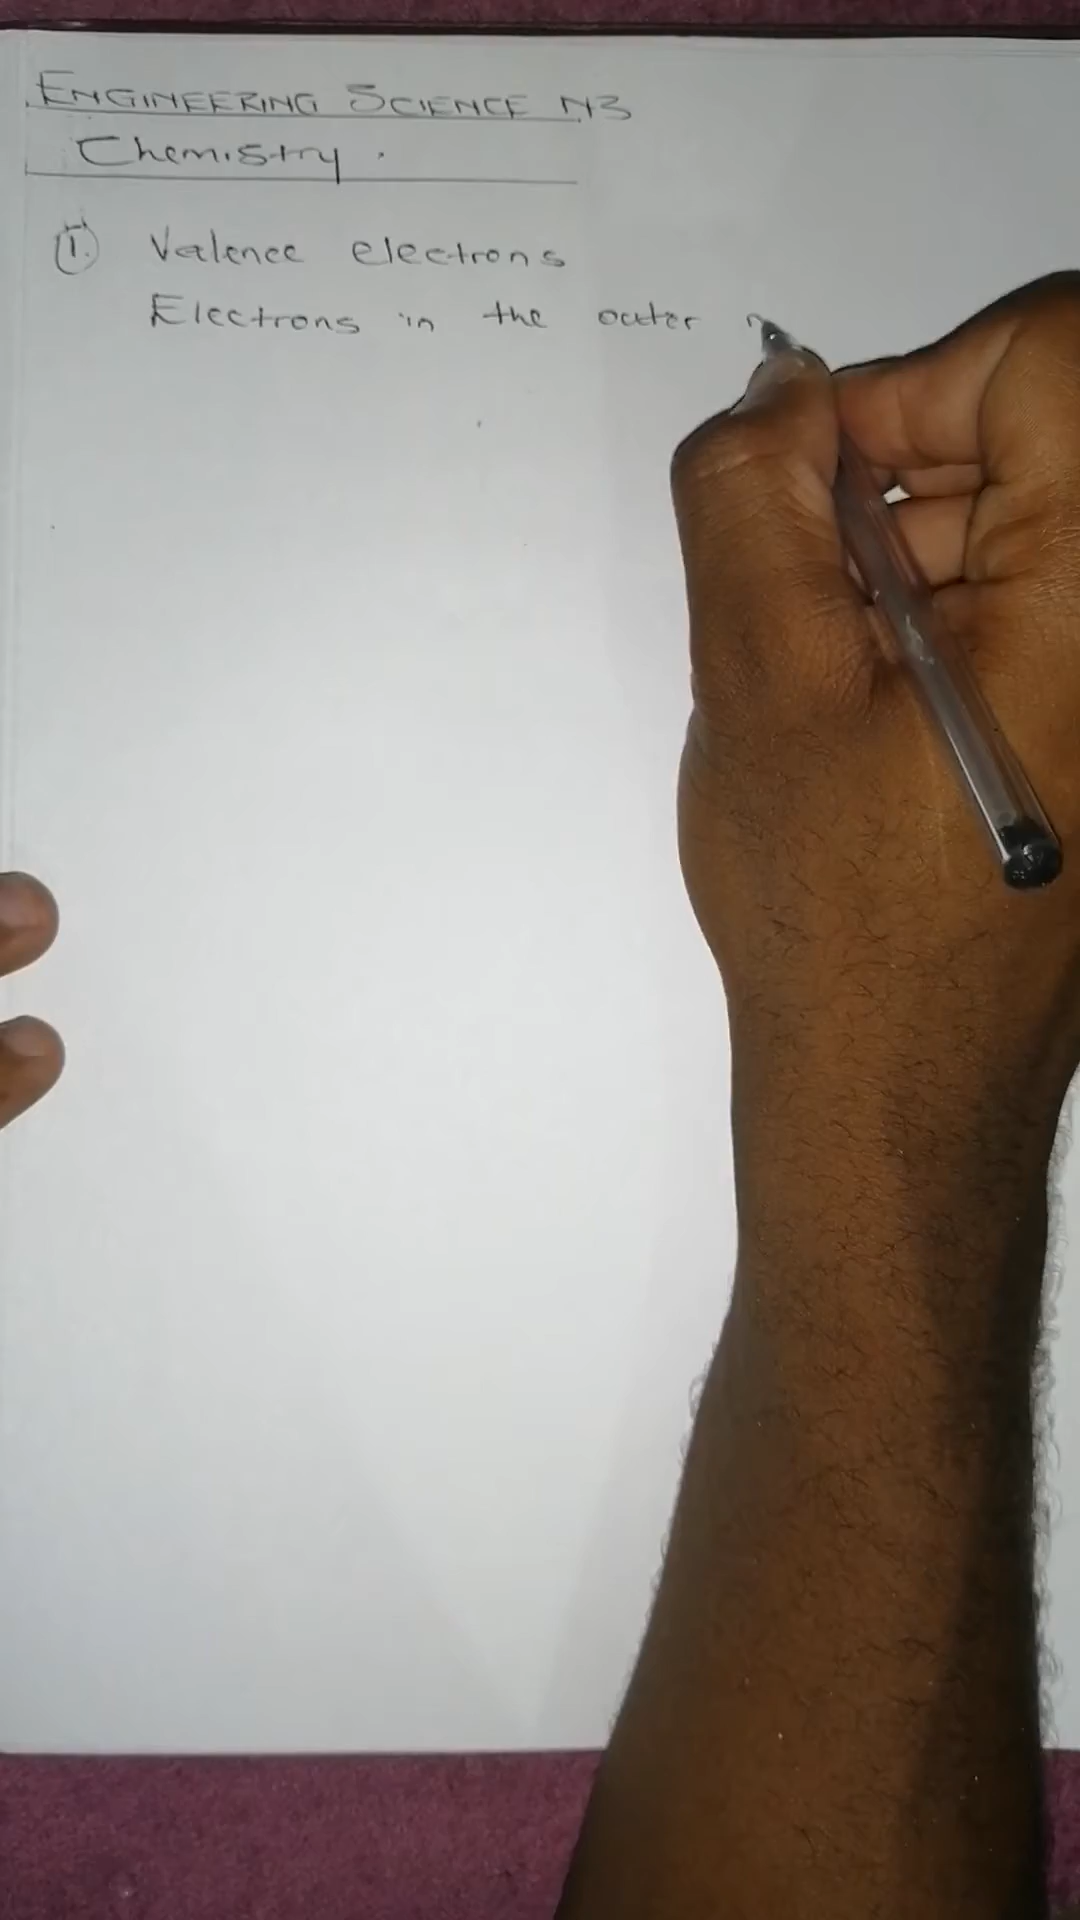 ENGINEERING SCIENCE N3
Chemistry.
1. Valence electrons
Electrons in the outer